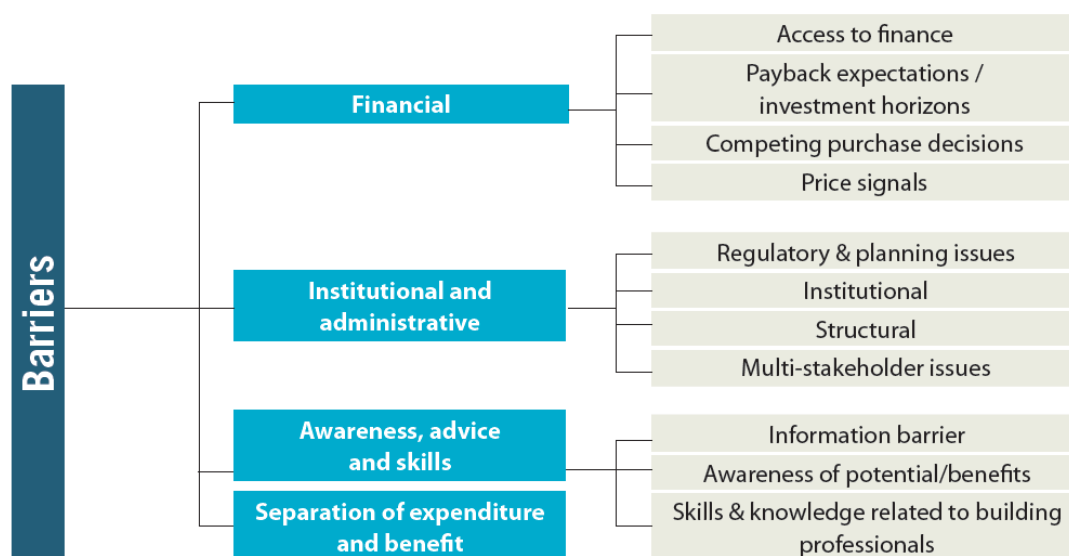 Barriers
Financial
Access to finance
Payback expectations /
investment horizons
Competing purchase decisions
Price signals
Institutional and
administrative
Regulatory & planning issues
Institutional
Structural
Multi-stakeholder issues
Awareness, advice
and skills
Information barrier
Awareness of potential/benefits
Skills & knowledge related to building
professionals
Separation of expenditure
and benefit